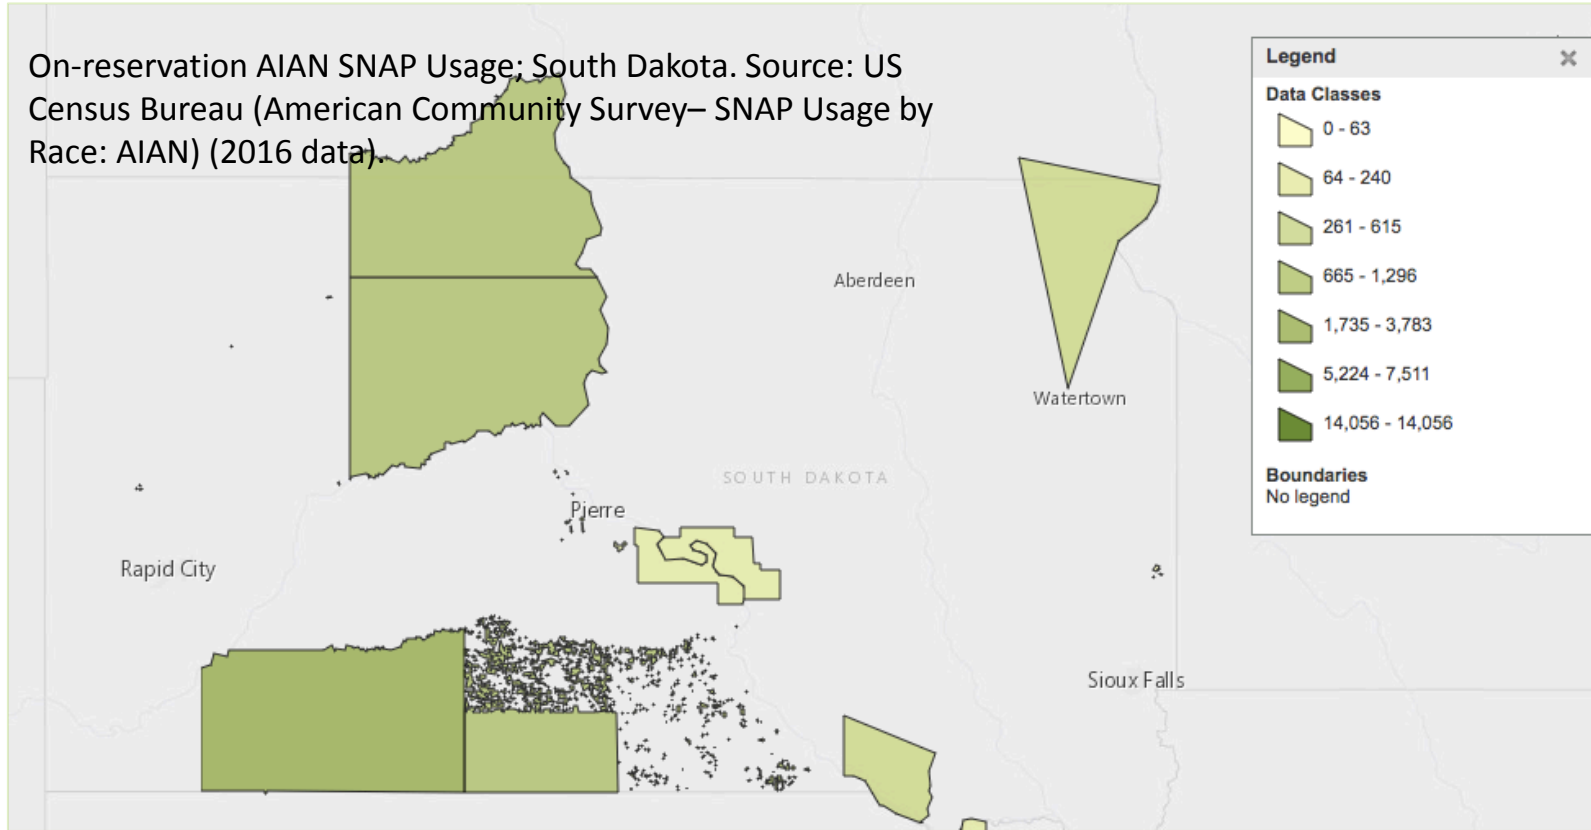 On-reservation AIAN SNAP Usage; South Dakota. Source: US
Census Bureau (American Community Survey– SNAP Usage by
Race: AIAN) (2016 data).
Legend
Data Classes
0 - 63
64 - 240
261 - 615
665 - 1,296
1,735 - 3,783
5,224 - 7,511
14,056 - 14,056
Boundaries
No legend
Aberdeen
Watertown
SOUTH DAKOTA
Pierre
Rapid City
Sioux Falls